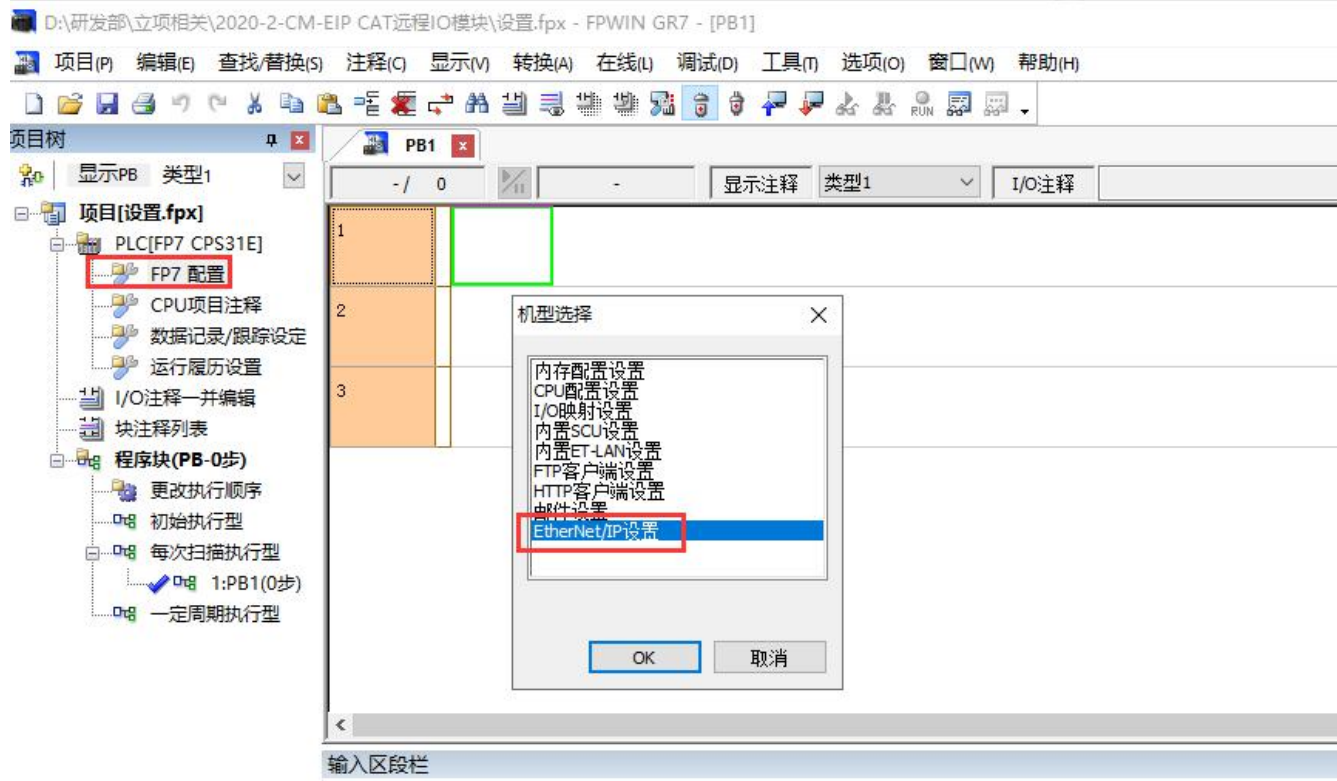 D:\研发部\立项相关\2020-2-CM-EIP CAT远程IO模块\设置.fpx - FPWIN GR7 - [PB1]
项目(P) 编辑(E) 查找/替换(S) 注释(C) 显示(V) 转换(A) 在线(L) 调试(D) 工具(T) 选项(O) 窗口(W) 帮助(H)
RUN
项目树
PB1
显示PB 类型1
- / 0
-
显示注释 类型1 I/O注释
项目[设置.fpx]
PLC[FP7 CPS31E]
FP7 配置
CPU项目注释
数据记录/跟踪设定
运行履历设置
I/O注释一并编辑
块注释列表
程序块(PB-0步)
更改执行顺序
初始执行型
每次扫描执行型
1:PB1(0步)
一定周期执行型
1
2
3
机型选择
内存配置设置
CPU配置设置
I/O映射设置
内置SCU设置
内置ET-LAN设置
FTP客户端设置
HTTP客户端设置
邮件设置
EtherNet/IP设置
OK 取消
输入区段栏